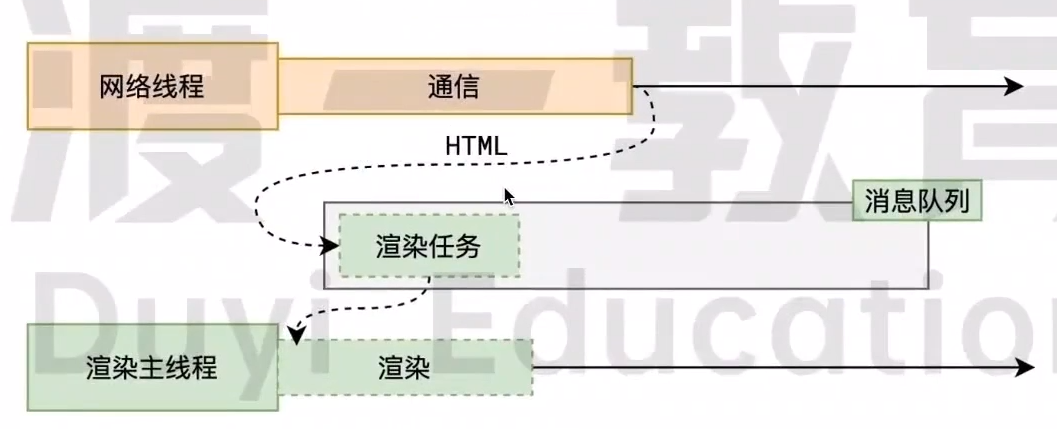 渡一教育
网络线程
通信
HTML
消息队列
渲染任务
Duyi Education
渲染主线程
渲染